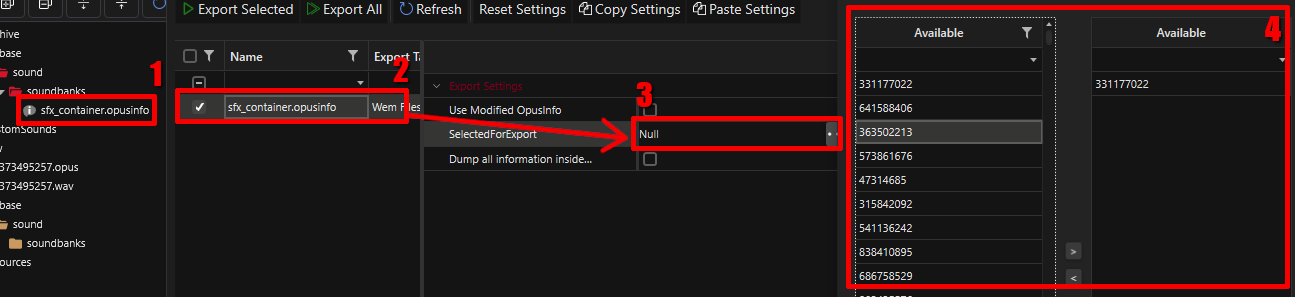 Export Selected
Export All
Refresh
Reset Settings
Copy Settings
Paste Settings
hive
base
sound
soundbanks
sfx_container.opusinfo
stomSounds
v
373495257.opus
373495257.wav
sound
soundbanks
ources
1
Name
Export Ta
2
sfx_container.opusinfo
Wem Files
Export Settings
3
Use Modified OpusInfo
SelectedForExport
Null
Dump all information inside...
4
Available
331177022
641588406
363502213
573861676
47314685
315842092
541136242
838410895
686758529
>
<
Available
331177022